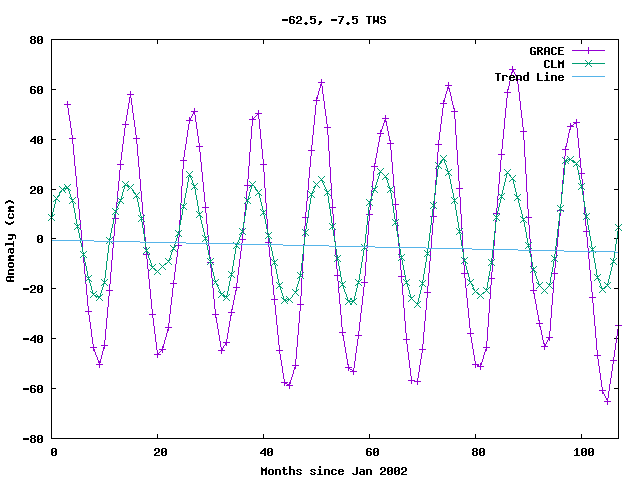 -62.5, -7.5 TWS
GRACE
CLM
Trend Line
Anomaly (cm)
80
60
40
20
0
-20
-40
-60
-80
0 20 40 60 80 100
Months since Jan 2002